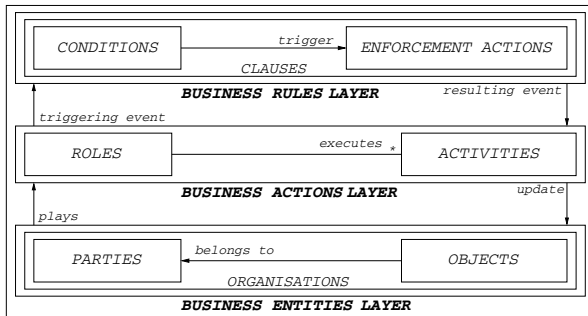 CONDITIONS trigger ENFORCEMENT ACTIONS
CLAUSES
BUSINESS RULES LAYER resulting event
triggering event
ROLES executes * ACTIVITIES
BUSINESS ACTIONS LAYER update
plays
belongs to
PARTIES OBJECTS
ORGANISATIONS
BUSINESS ENTITIES LAYER